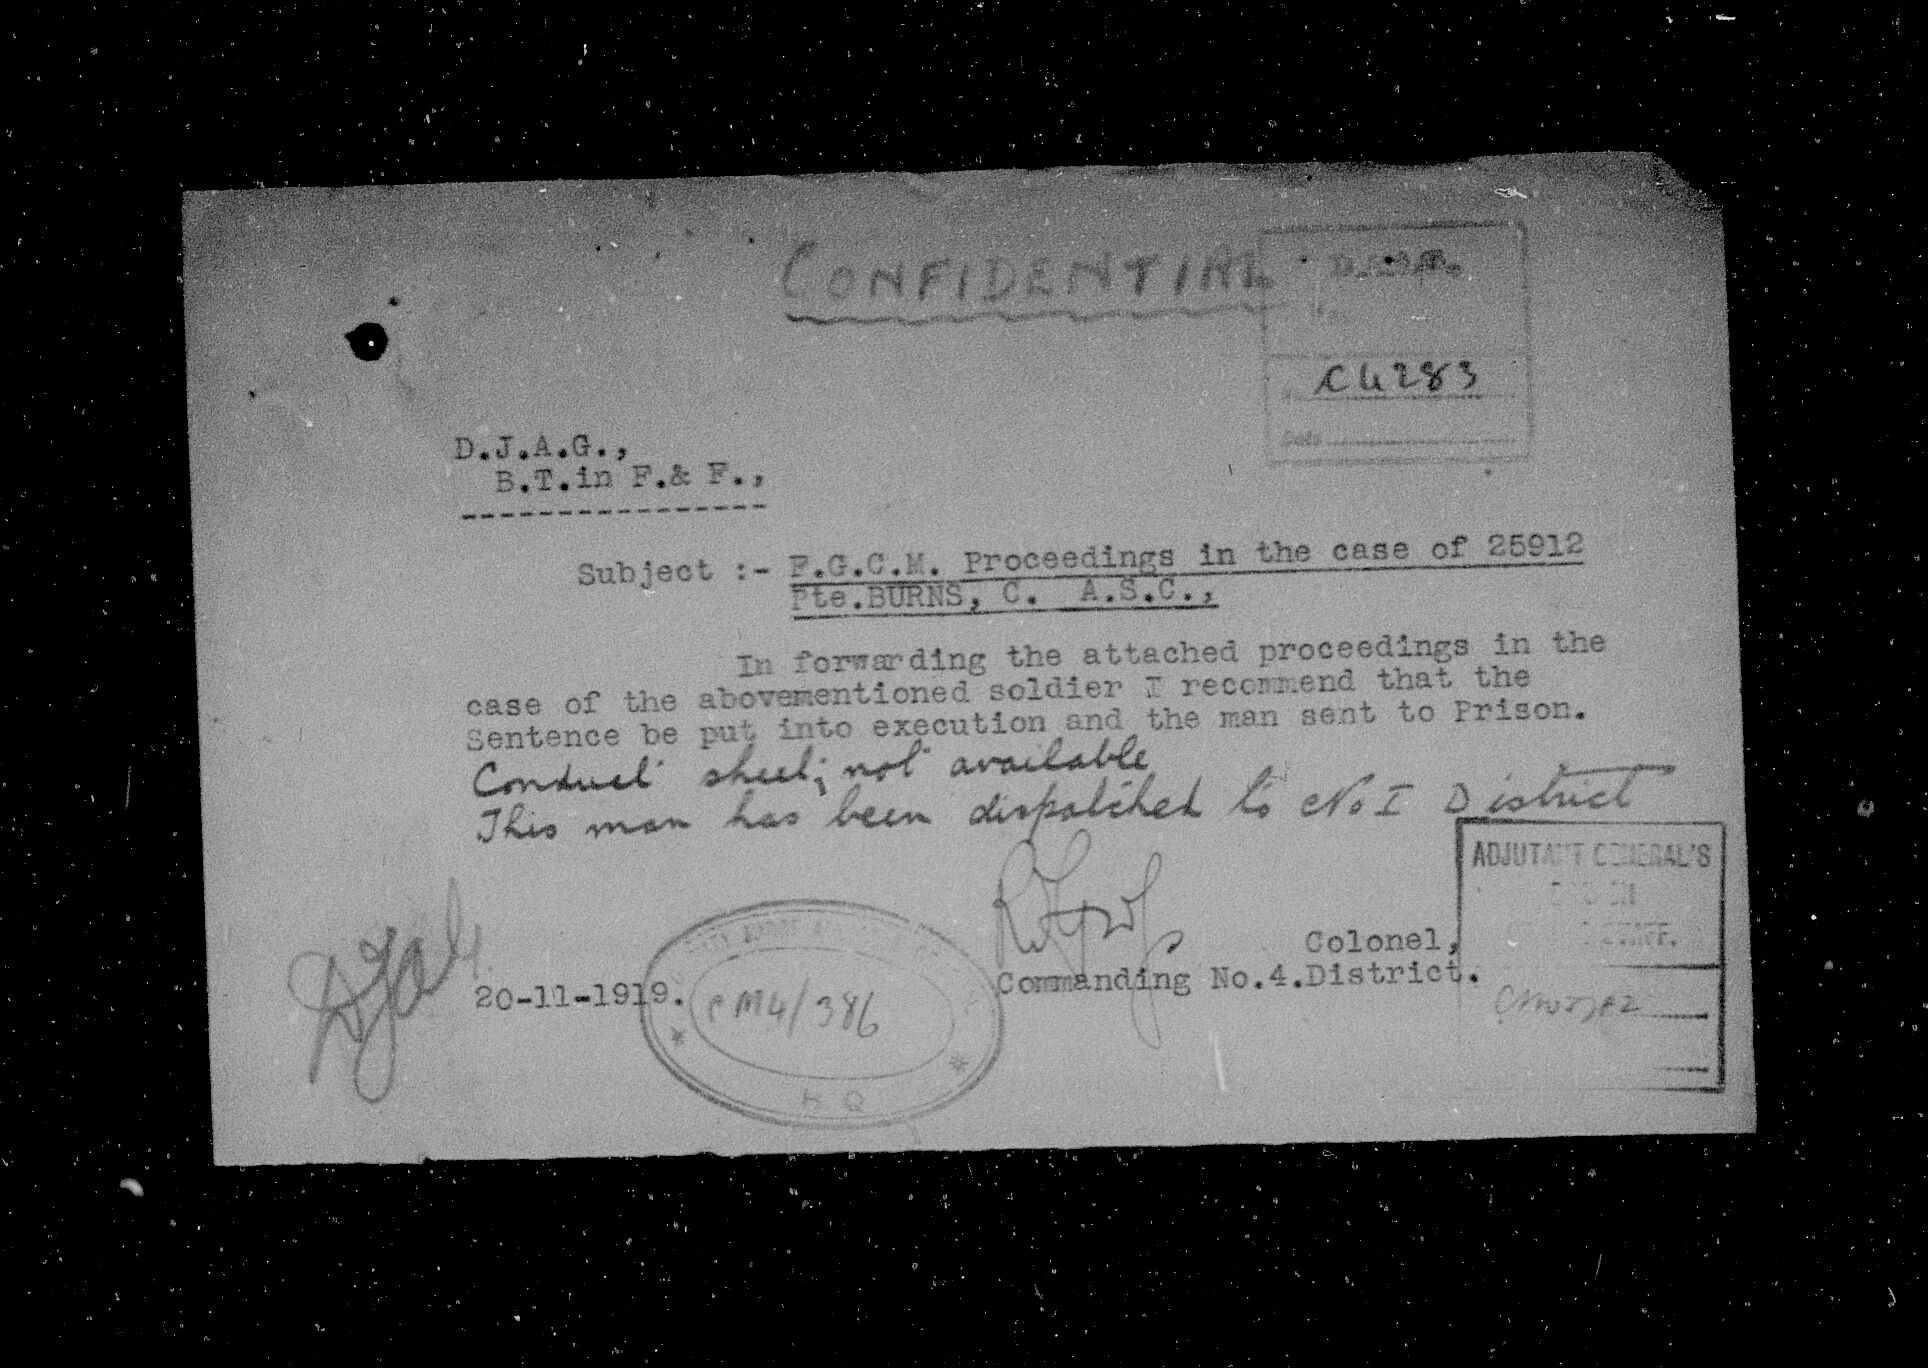 CONFIDENTIAL
C4283
Date
D.J.A.G.,
B.T.in F.& F.,
----------------
Subject :- F.G.C.M. Proceedings in the case of 25912
Pte.BURNS, C. A.S.C.,
In forwarding the attached proceedings in the
case of the abovementioned soldier I recommend that the
Sentence be put into execution and the man sent to Prison.
Conduct sheet; not available
This man has been dispatched to No I District
ADJUTANT GENERAL'S
Colonel,
Commanding No.4.District.
20-11-1919.
CM4/386
H Q